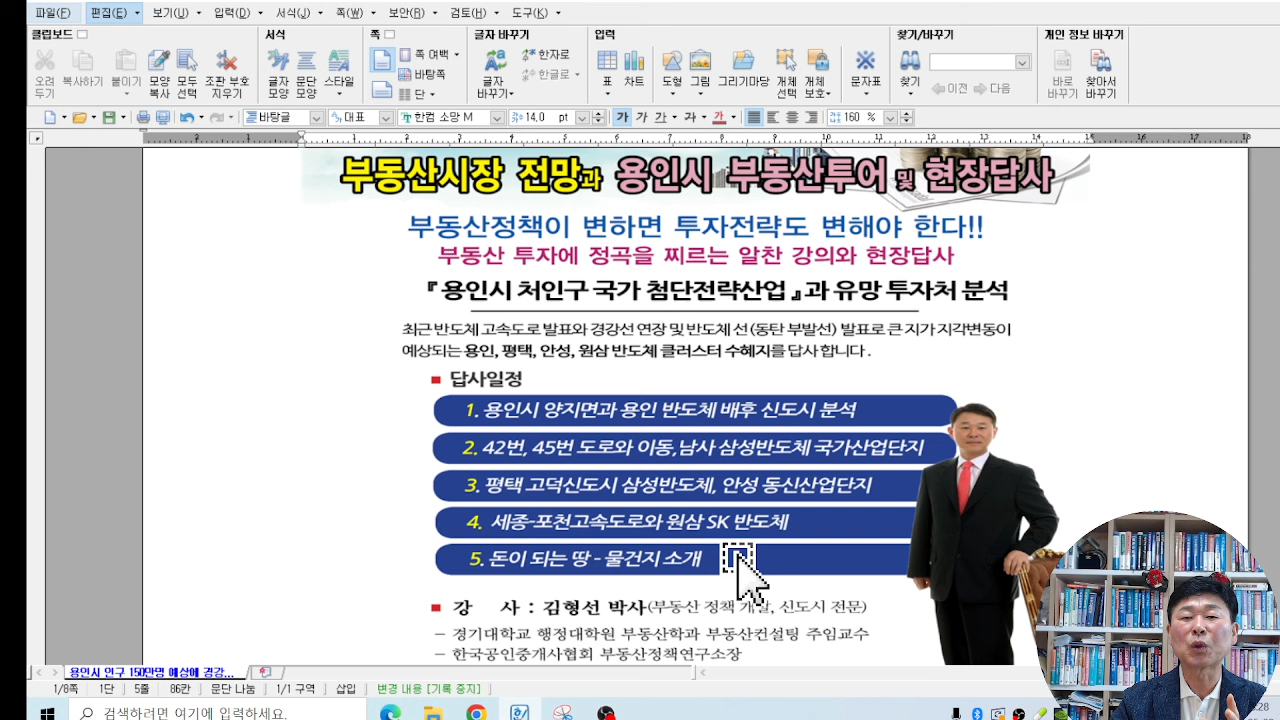 파일(F) 편집(E) 보기(U) 입력(D) 서식(J) 쪽(W) 보안(R) 검토(H) 도구(K)
클립보드 서식 쪽 글자 바꾸기 입력 찾기/바꾸기 개인 정보 바꾸기
오려 두기 복사하기 붙이기 모양 복사 모두 선택 조판 부호 지우기 글자 모양 문단 모양 스타일 쪽 여백 바탕쪽 단 글자 바꾸기 한자로 한글로 표 차트 도형 그림 그리기마당 개체 선택 개체 보호 문자표 찾기 이전 다음 바로 바꾸기 찾아서 바꾸기
바탕글 대표 한컴 소망 M 14,0 pt 가 가 가 가 가 160 %
2 1 1 2 3 4 5 6 7 8 9 10 11 12 13 14 15 16 17 18
부동산시장 전망과 용인시 부동산투어 및 현장답사
부동산정책이 변하면 투자전략도 변해야 한다!!
부동산 투자에 정곡을 찌르는 알찬 강의와 현장답사
『용인시 처인구 국가 첨단전략산업』과 유망 투자처 분석
최근 반도체 고속도로 발표와 경강선 연장 및 반도체 선(동탄 부발선) 발표로 큰 지가 지각변동이
예상되는 용인, 평택, 안성, 원삼 반도체 클러스터 수혜지를 답사 합니다.
■ 답사일정
1. 용인시 양지면과 용인 반도체 배후 신도시 분석
2. 42번, 45번 도로와 이동,남사 삼성반도체 국가산업단지
3. 평택 고덕신도시 삼성반도체, 안성 동신산업단지
4. 세종-포천고속도로와 원삼 SK 반도체
5. 돈이 되는 땅 - 물건지 소개
■ 강 사 : 김형선 박사(부동산 정책 개발, 신도시 전문)
- 경기대학교 행정대학원 부동산학과 부동산컨설팅 주임교수
- 한국공인중개사협회 부동산정책연구소장
용인시 인구 150만명 예상에 경강...
1/8쪽 1단 5줄 86칸 문단 나눔 1/1 구역 삽입 변경 내용 [기록 중지]
검색하려면 여기에 입력하세요.